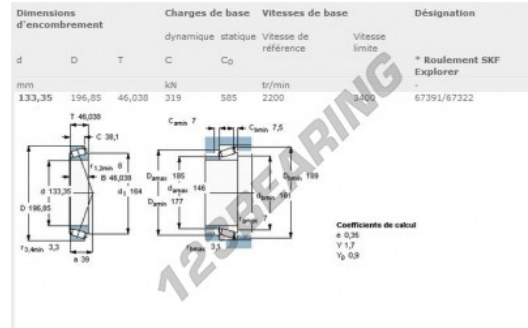 Dimensions d'encombrement
Charges de base
Vitesses de base
Désignation
dynamique statique Vitesse de référence Vitesse limite
d D T C C₀ * Roulement SKF Explorer
mm kN tr/min -
133,35 196,85 46,038 319 585 2200 3400 67391/67322
T 46,038
C 38,1
r1,2min 8
B 46,038
d 133,35
d₁ 164
D 196,85
r3,4min 3,3
a 39
Camin 7
Cbmin 7,5
Damax 185
damax 146
Damin 177
Dbmin 189
dbmin 161
ramax 7
rbmax 3,1
Coefficients de calcul
e 0,35
Y 1,7
Y₀ 0,9
123BEARING